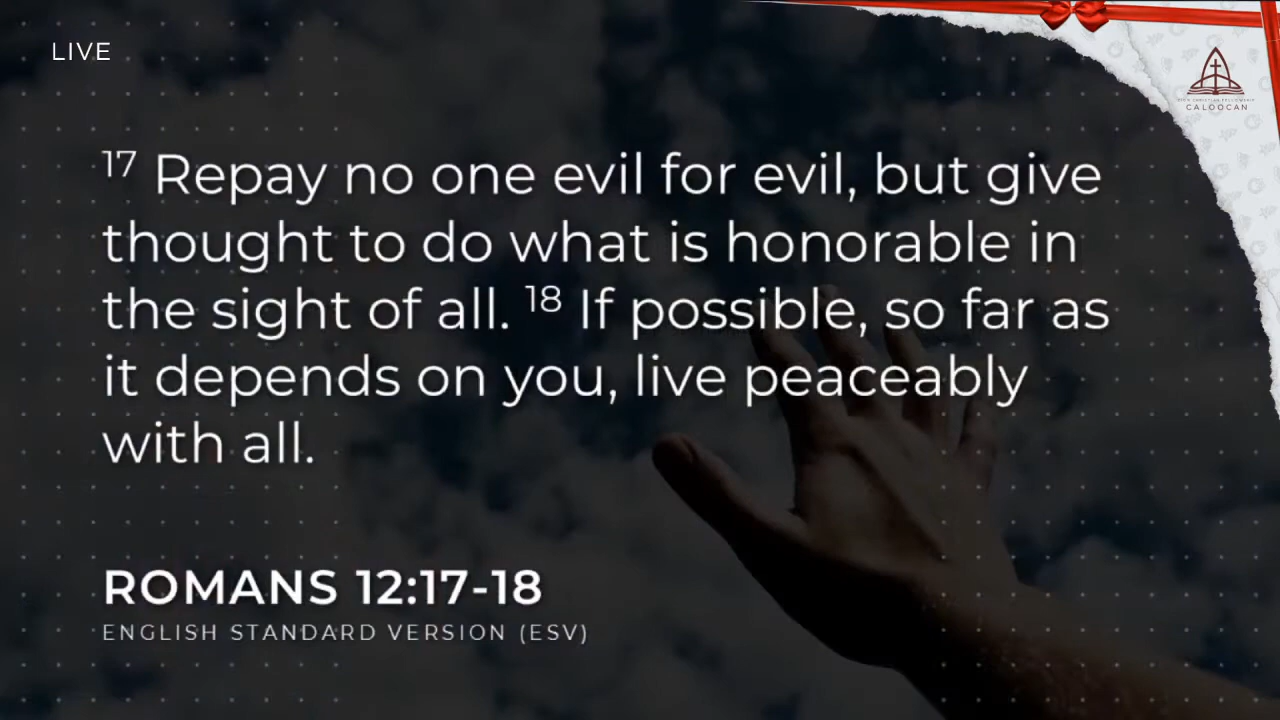 LIVE
CALOOCAN
17 Repay no one evil for evil, but give
thought to do what is honorable in
the sight of all. 18 If possible, so far as
it depends on you, live peaceably
with all.
ROMANS 12:17-18
ENGLISH STANDARD VERSION (ESV)